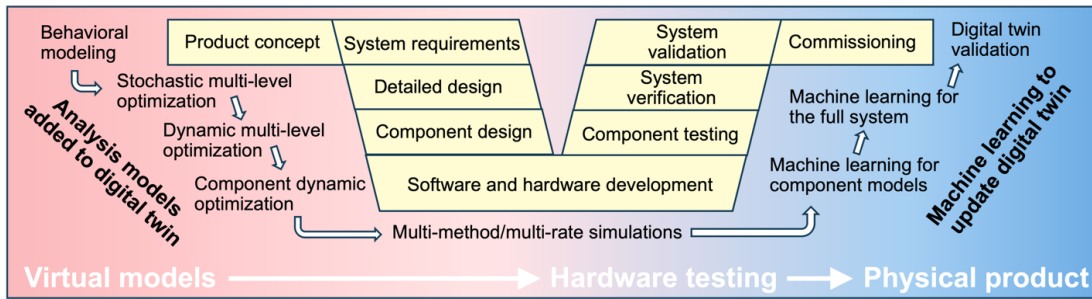 Behavioral
modeling
Stochastic multi-level
optimization
Dynamic multi-level
optimization
Component dynamic
optimization
Analysis models
added to digital twin
Product concept
System requirements
Detailed design
Component design
Software and hardware development
Multi-method/multi-rate simulations
System
validation
Commissioning
System
verification
Component testing
Digital twin
validation
Machine learning for
the full system
Machine learning for
component models
Machine learning to
update digital twin
Virtual models
Hardware testing
Physical product